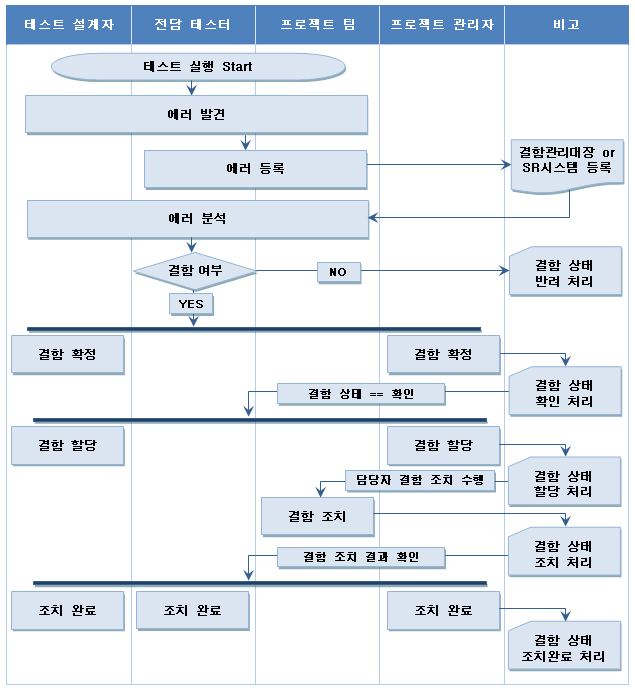 테스트 설계자
전담 테스터
프로젝트 팀
프로젝트 관리자
비고
테스트 실행 Start
에러 발견
에러 등록
결함관리대장 or
SR시스템 등록
에러 분석
결함 여부
NO
결함 상태
반려 처리
YES
결함 확정
결함 확정
결함 상태
확인 처리
결함 상태 == 확인
결함 할당
결함 할당
결함 상태
할당 처리
담당자 결함 조치 수행
결함 조치
결함 상태
조치 처리
결함 조치 결과 확인
조치 완료
조치 완료
조치 완료
결함 상태
조치완료 처리